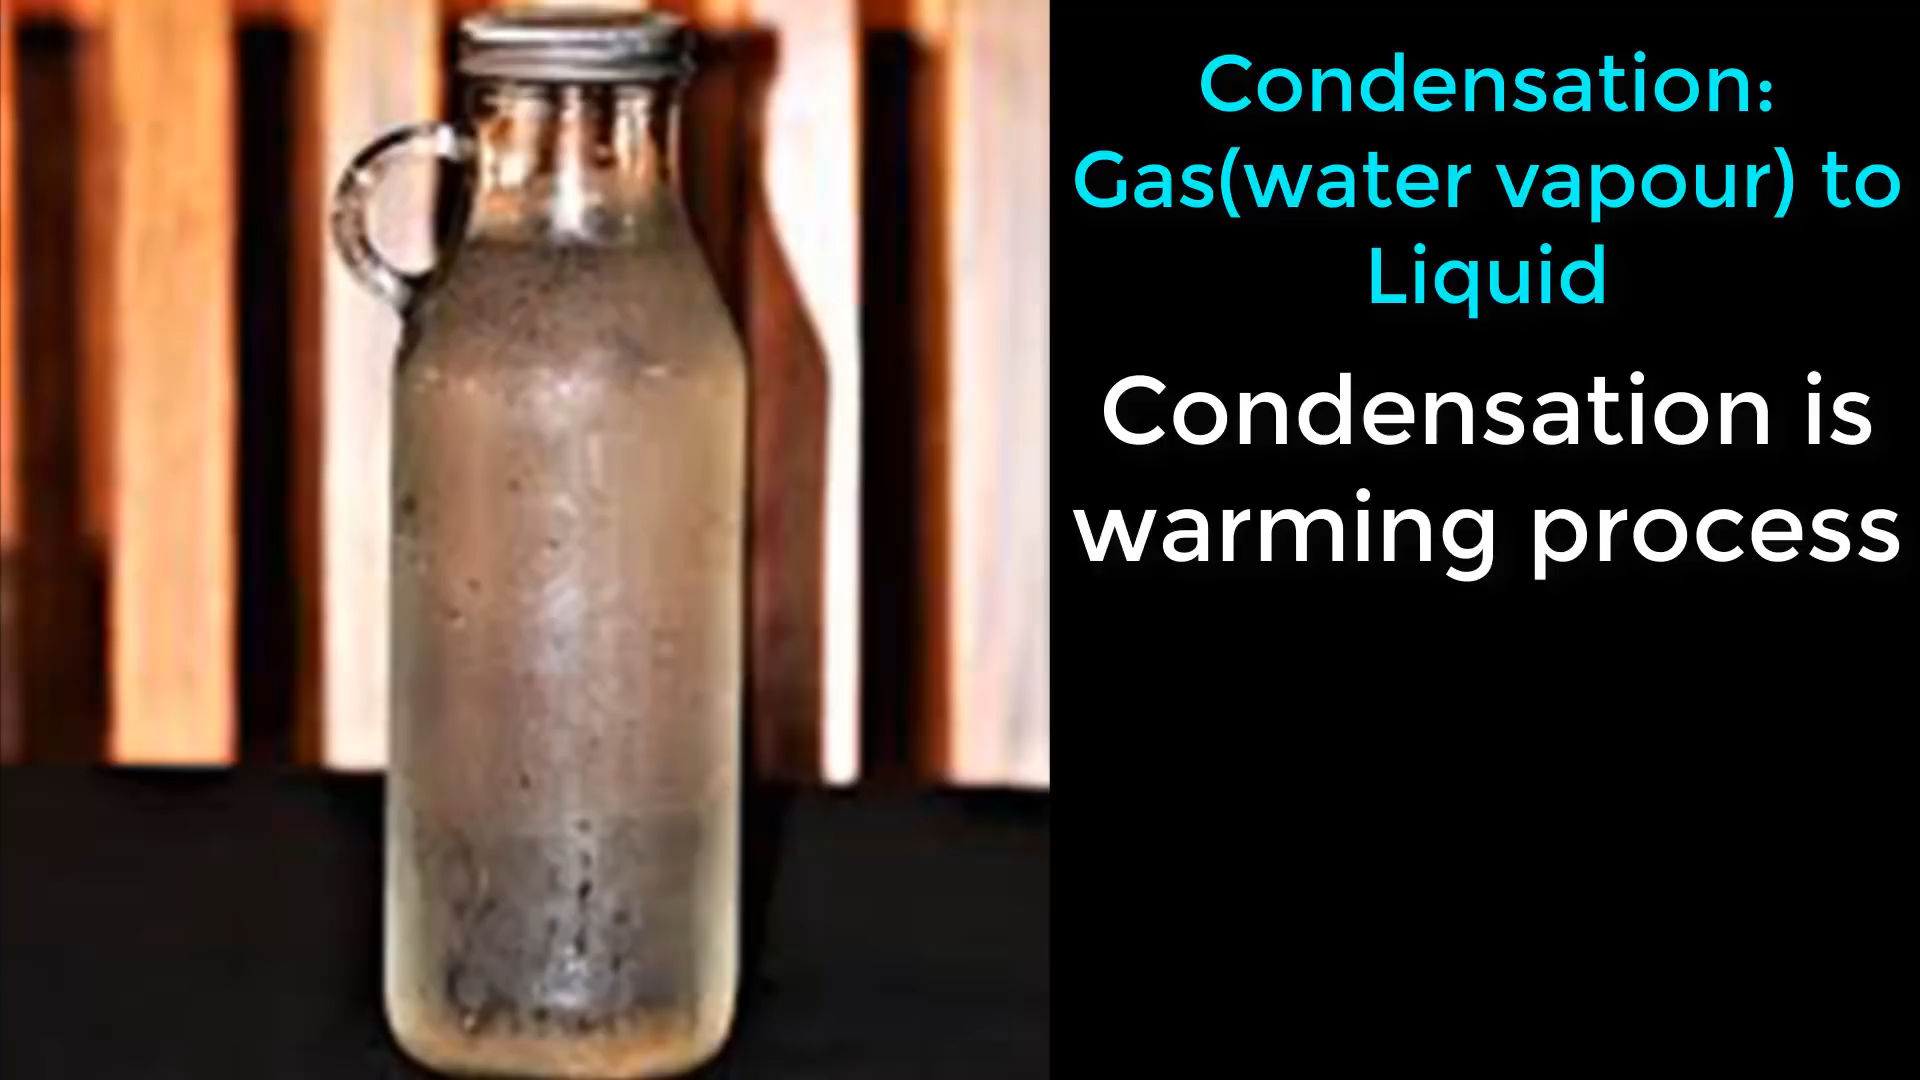 Condensation:
Gas(water vapour) to
Liquid
Condensation is
warming process